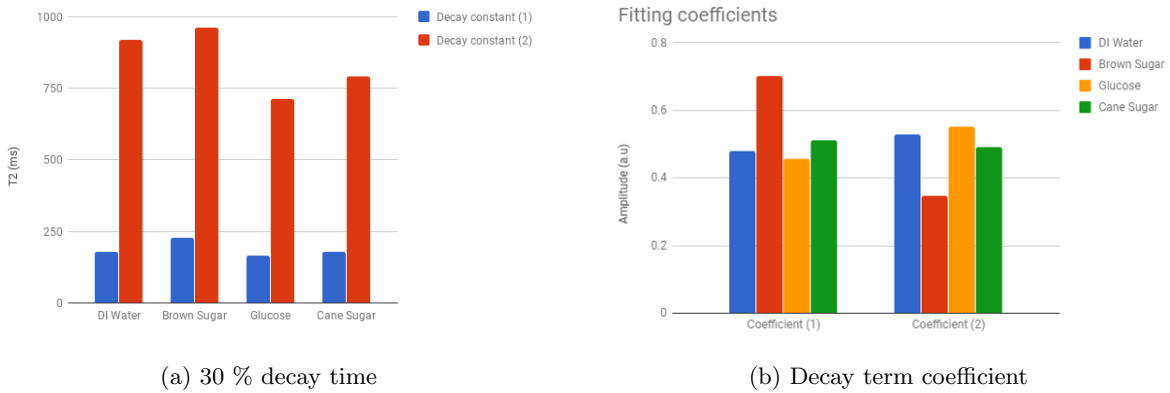 1000
750
500
250
0
T2 (ms)
DI Water
Brown Sugar
Glucose
Cane Sugar
Decay constant (1)
Decay constant (2)
(a) 30 % decay time
Fitting coefficients
0.8
0.6
0.4
0.2
0
Amplitude (a.u)
Coefficient (1)
Coefficient (2)
DI Water
Brown Sugar
Glucose
Cane Sugar
(b) Decay term coefficient